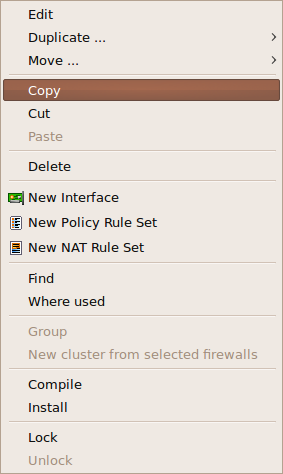 Edit
Duplicate ...
Move ...
Copy
Cut
Paste
Delete
New Interface
New Policy Rule Set
New NAT Rule Set
Find
Where used
Group
New cluster from selected firewalls
Compile
Install
Lock
Unlock